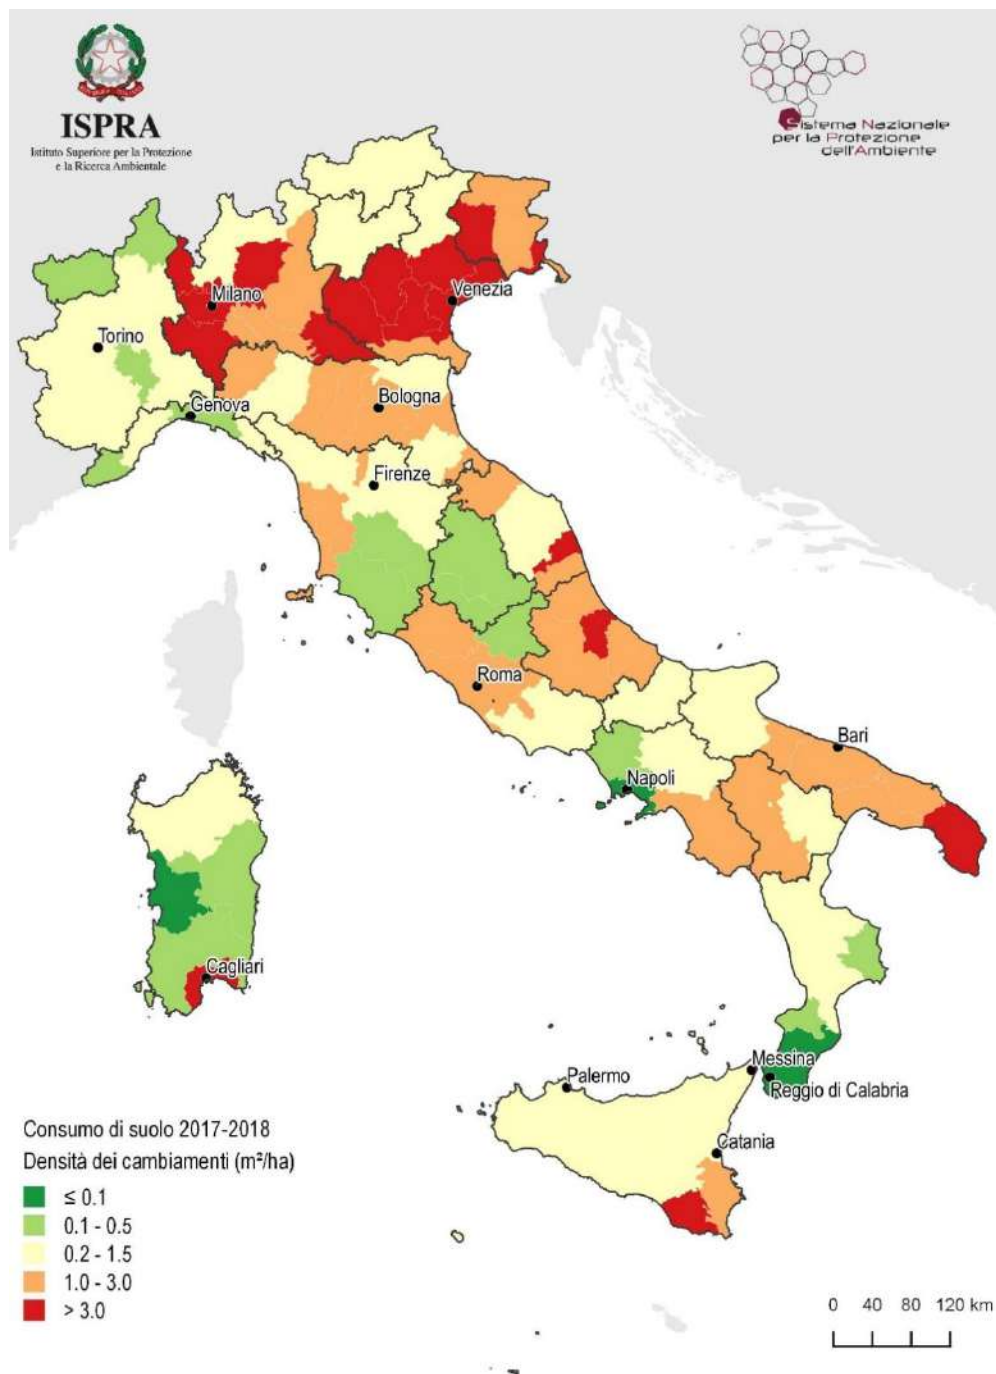 ISPRA
Istituto Superiore per la Protezione
e la Ricerca Ambientale
Sistema Nazionale
per la Protezione
dell'Ambiente
Milano
Venezia
Torino
Genova
Bologna
Firenze
Roma
Bari
Napoli
Cagliari
Messina
Palermo
Reggio di Calabria
Catania
Consumo di suolo 2017-2018
Densità dei cambiamenti (m²/ha)
≤ 0.1
0.1 - 0.5
0.2 - 1.5
1.0 - 3.0
> 3.0
0 40 80 120 km